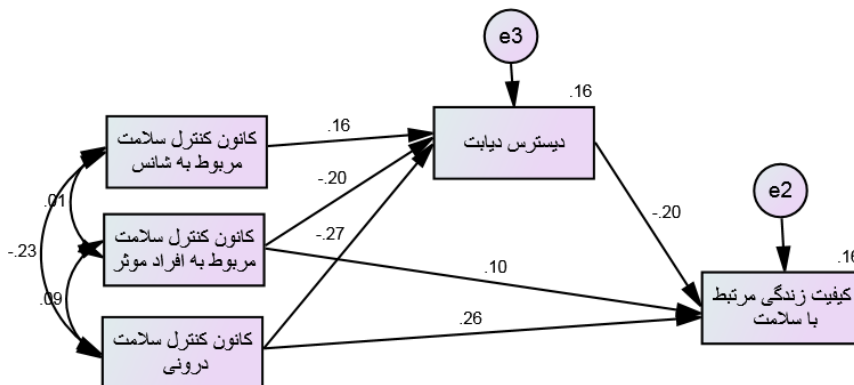 e3
.16
کانون کنترل سلامت
مربوط به شانس
.16
دیسترس دیابت
-.20
.01
-.27
-.20
e2
-.23
کانون کنترل سلامت
مربوط به افراد موثر
.10
.16
کیفیت زندگی مرتبط
با سلامت
.09
.26
کانون کنترل سلامت
درونی